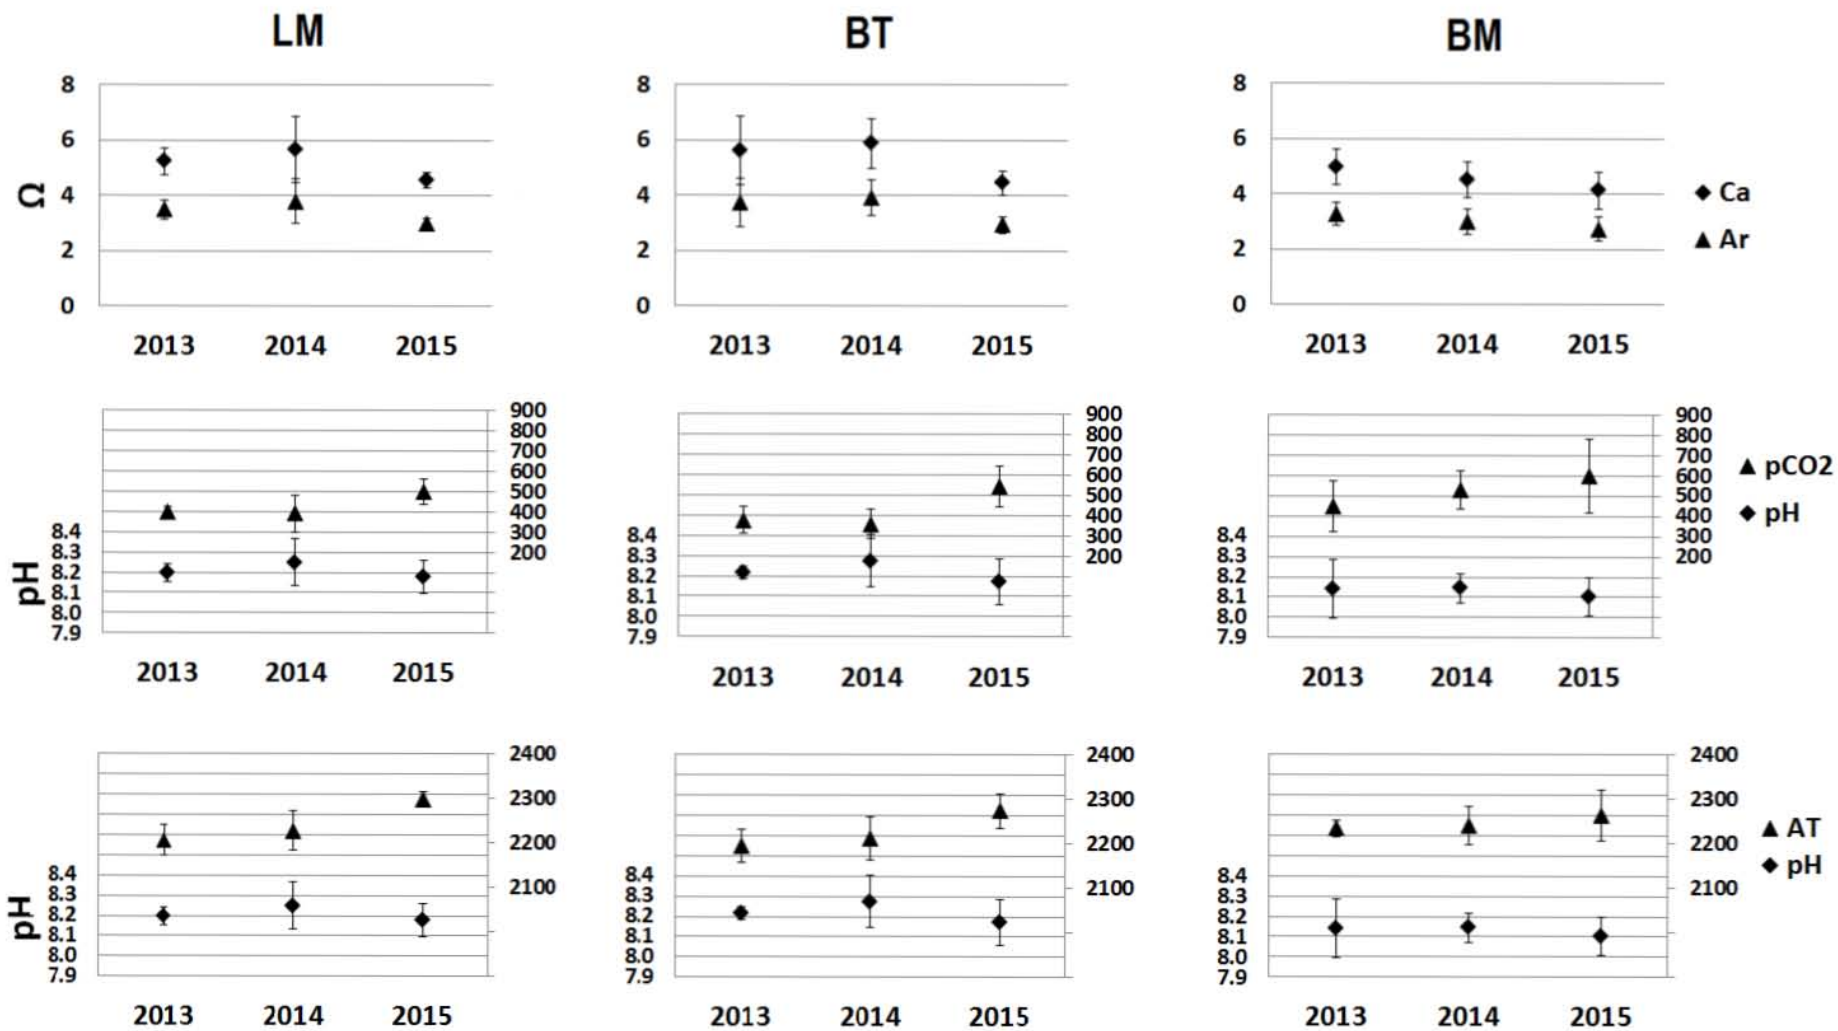 LM BT BM
8 8 8
6 6 6
4 4 4
2 2 2
0 0 0
Ω
Ca
Ar
2013 2014 2015 2013 2014 2015 2013 2014 2015
900 900 900
800 800 800
700 700 700
600 600 600
500 500 500
400 400 400
300 300 300
200 200 200
8.4 8.4 8.4
8.3 8.3 8.3
8.2 8.2 8.2
8.1 8.1 8.1
8.0 8.0 8.0
7.9 7.9 7.9
pH
pCO2
pH
2013 2014 2015 2013 2014 2015 2013 2014 2015
2400 2400 2400
2300 2300 2300
2200 2200 2200
2100 2100 2100
8.4 8.4 8.4
8.3 8.3 8.3
8.2 8.2 8.2
8.1 8.1 8.1
8.0 8.0 8.0
7.9 7.9 7.9
pH
AT
pH
2013 2014 2015 2013 2014 2015 2013 2014 2015